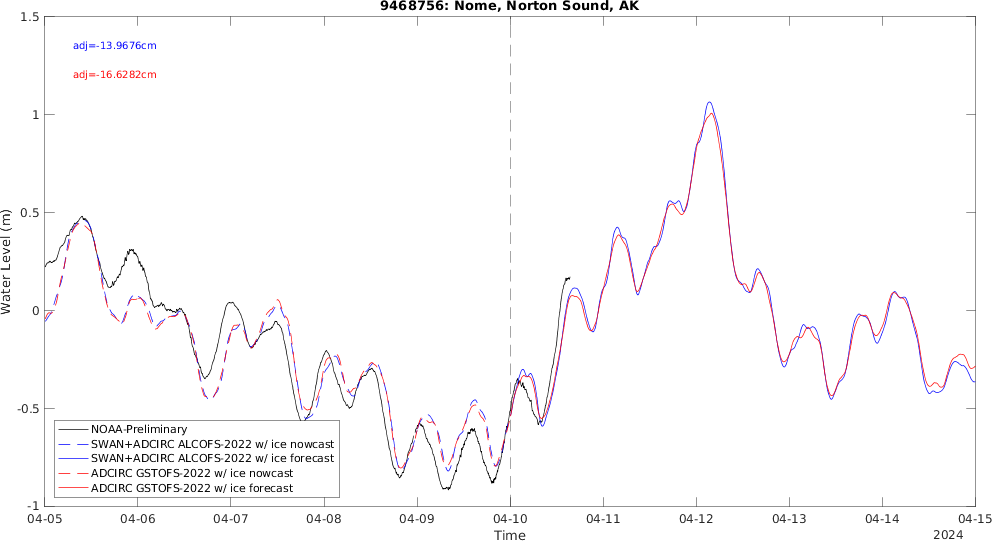 9468756: Nome, Norton Sound, AK
adj=-13.9676cm
adj=-16.6282cm
Water Level (m)
1.5
1
0.5
0
-0.5
-1
NOAA-Preliminary
SWAN+ADCIRC ALCOFS-2022 w/ ice nowcast
SWAN+ADCIRC ALCOFS-2022 w/ ice forecast
ADCIRC GSTOFS-2022 w/ ice nowcast
ADCIRC GSTOFS-2022 w/ ice forecast
04-05 04-06 04-07 04-08 04-09 04-10 04-11 04-12 04-13 04-14 04-15
Time
2024